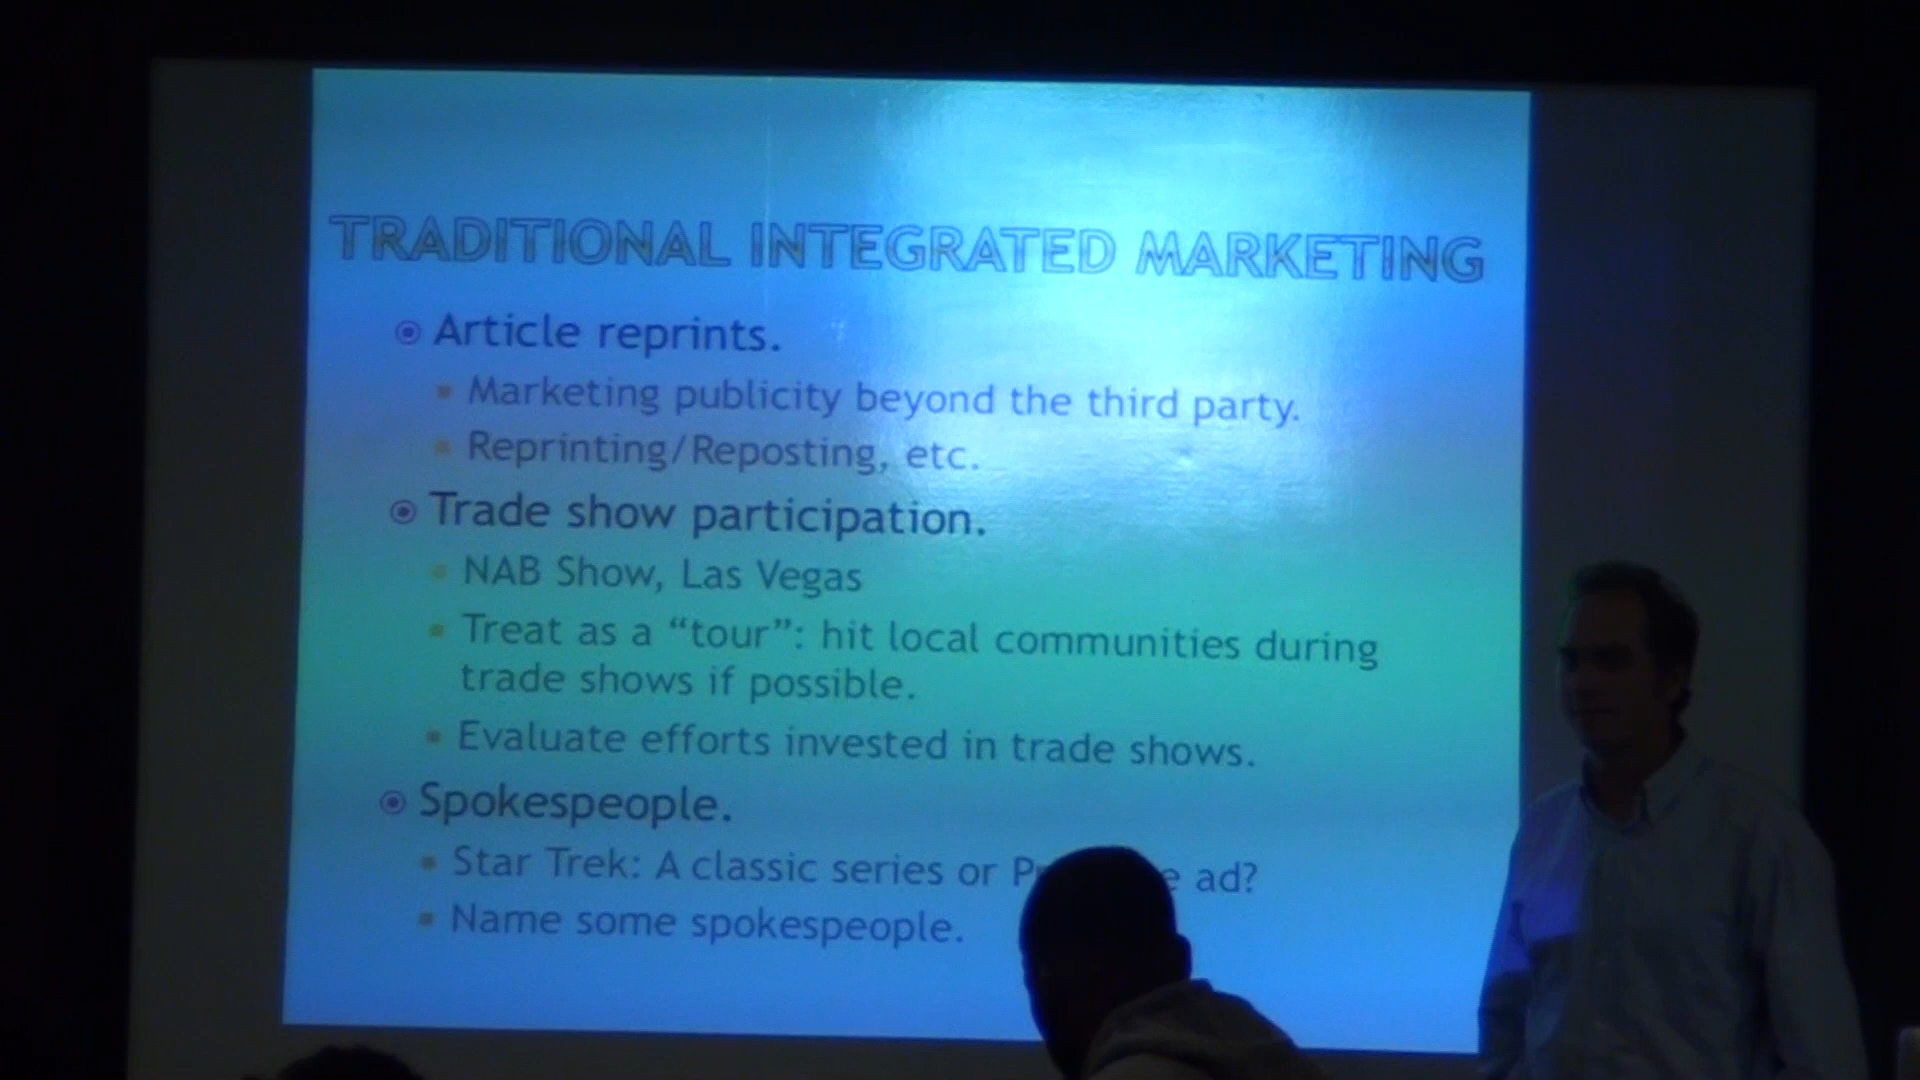 TRADITIONAL INTEGRATED MARKETING
Article reprints.
Marketing publicity beyond the third party.
Reprinting/Reposting, etc.
Trade show participation.
NAB Show, Las Vegas
Treat as a “tour”: hit local communities during
trade shows if possible.
Evaluate efforts invested in trade shows.
Spokespeople.
Star Trek: A classic series or ad?
Name some spokespeople.